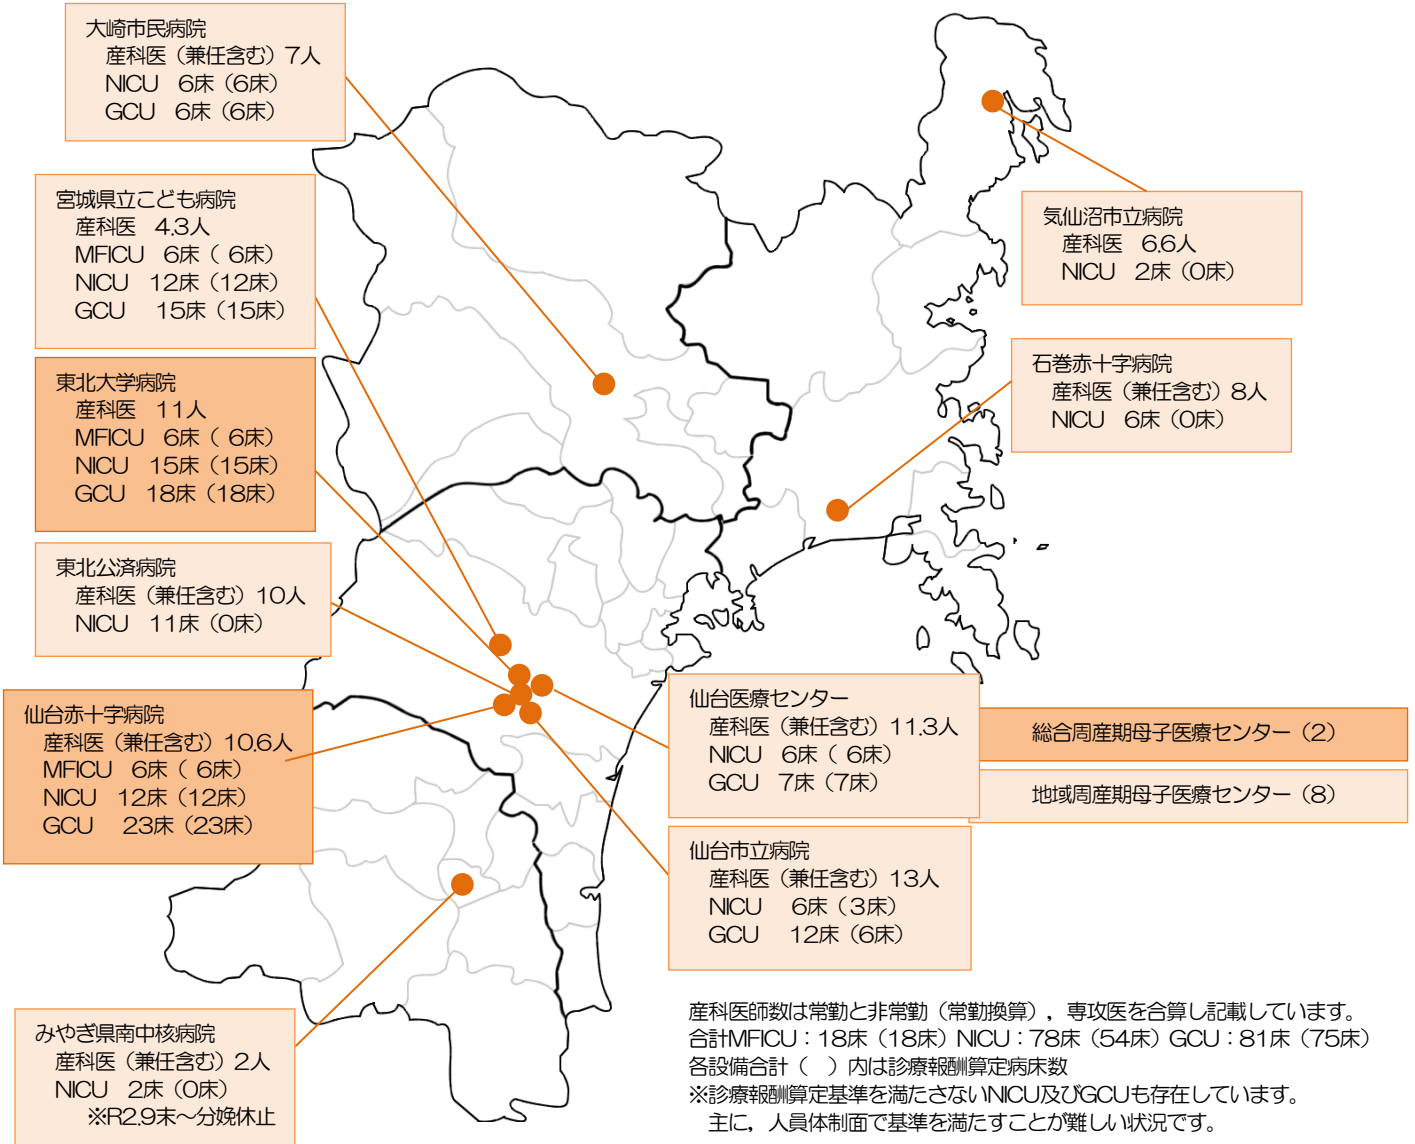 大崎市民病院
産科医（兼任含む）7人
NICU 6床（6床）
GCU 6床（6床）
宮城県立こども病院
産科医 4.3人
MFICU 6床（ 6床）
NICU 12床（12床）
GCU 15床（15床）
東北大学病院
産科医 11人
MFICU 6床（ 6床）
NICU 15床（15床）
GCU 18床（18床）
東北公済病院
産科医（兼任含む）10人
NICU 11床（0床）
仙台赤十字病院
産科医（兼任含む）10.6人
MFICU 6床（ 6床）
NICU 12床（12床）
GCU 23床（23床）
みやぎ県南中核病院
産科医（兼任含む）2人
NICU 2床（0床）
※R2.9末～分娩休止
気仙沼市立病院
産科医 6.6人
NICU 2床（0床）
石巻赤十字病院
産科医（兼任含む）8人
NICU 6床（0床）
仙台医療センター
産科医（兼任含む）11.3人
NICU 6床（ 6床）
GCU 7床（7床）
総合周産期母子医療センター（2）
地域周産期母子医療センター（8）
仙台市立病院
産科医（兼任含む）13人
NICU 6床（3床）
GCU 12床（6床）
産科医師数は常勤と非常勤（常勤換算），専攻医を合算し記載しています。
合計MFICU：18床（18床）NICU：78床（54床）GCU：81床（75床）
各設備合計（ ）内は診療報酬算定病床数
※診療報酬算定基準を満たさないNICU及びGCUも存在しています。
主に，人員体制面で基準を満たすことが難しい状況です。